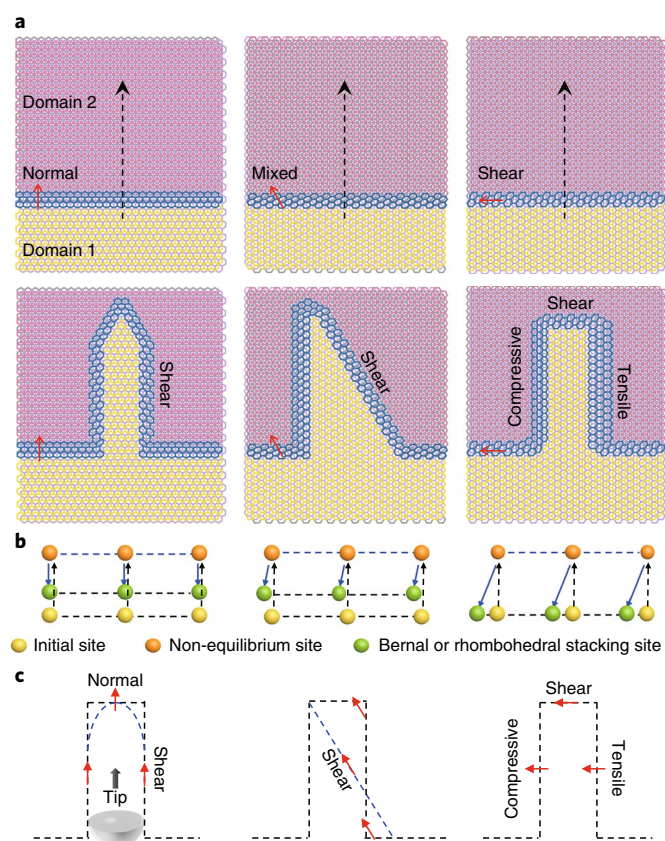 a
Domain 2
Normal
Mixed
Shear
Domain 1
Shear
Shear
Shear
Compressive
Tensile
b
Initial site
Non-equilibrium site
Bernal or rhombohedral stacking site
c
Normal
Shear
Tip
Shear
Shear
Compressive
Tensile